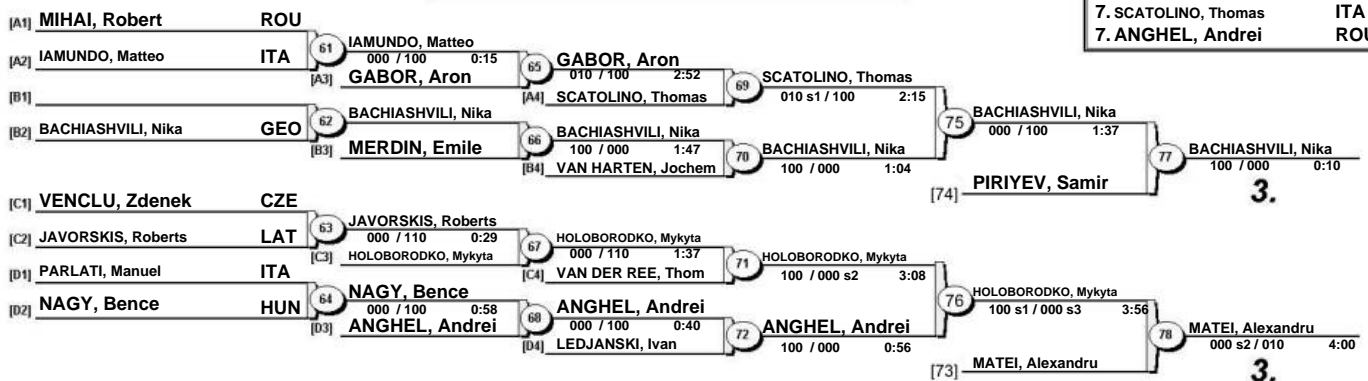 7. SCATOLINO, Thomas ITA
7. ANGHEL, Andrei ROU
[A1] MIHAI, Robert ROU
61 IAMUNDO, Matteo
000 / 100 0:15
[A2] IAMUNDO, Matteo ITA
65 GABOR, Aron
010 / 100 2:52
[A3] GABOR, Aron
69 SCATOLINO, Thomas
010 s1 / 100 2:15
[A4] SCATOLINO, Thomas
[B1]
62 BACHIASHVILI, Nika
75 BACHIASHVILI, Nika
000 / 100 1:37
[B2] BACHIASHVILI, Nika GEO
66 BACHIASHVILI, Nika
100 / 000 1:47
[B3] MERDIN, Emile
70 BACHIASHVILI, Nika
100 / 000 1:04
[B4] VAN HARTEN, Jochem
77 BACHIASHVILI, Nika
100 / 000 0:10
[74] PIRIYEV, Samir
3.
[C1] VENCLU, Zdenek CZE
63 JAVORSKIS, Roberts
000 / 110 0:29
[C2] JAVORSKIS, Roberts LAT
67 HOLOBORODKO, Mykyta
000 / 110 1:37
[C3] HOLOBORODKO, Mykyta
71 HOLOBORODKO, Mykyta
100 / 000 s2 3:08
[C4] VAN DER REE, Thom
[D1] PARLATI, Manuel ITA
64 NAGY, Bence
000 / 100 0:58
76 HOLOBORODKO, Mykyta
100 s1 / 000 s3 3:56
[D2] NAGY, Bence HUN
68 ANGHEL, Andrei
000 / 100 0:40
[D3] ANGHEL, Andrei
72 ANGHEL, Andrei
100 / 000 0:56
[D4] LEDJANSKI, Ivan
78 MATEI, Alexandru
000 s2 / 010 4:00
[73] MATEI, Alexandru
3.